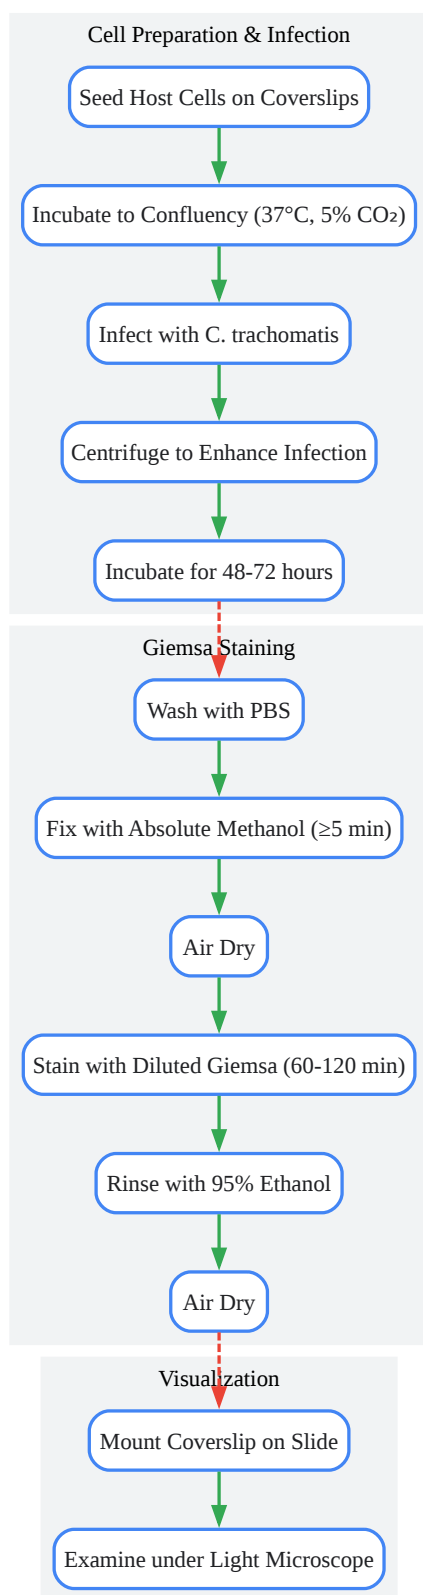 Cell Preparation & Infection
Seed Host Cells on Coverslips
Incubate to Confluency (37°C, 5% CO₂)
Infect with C. trachomatis
Centrifuge to Enhance Infection
Incubate for 48-72 hours
Giemsa Staining
Wash with PBS
Fix with Absolute Methanol (≥5 min)
Air Dry
Stain with Diluted Giemsa (60-120 min)
Rinse with 95% Ethanol
Air Dry
Visualization
Mount Coverslip on Slide
Examine under Light Microscope